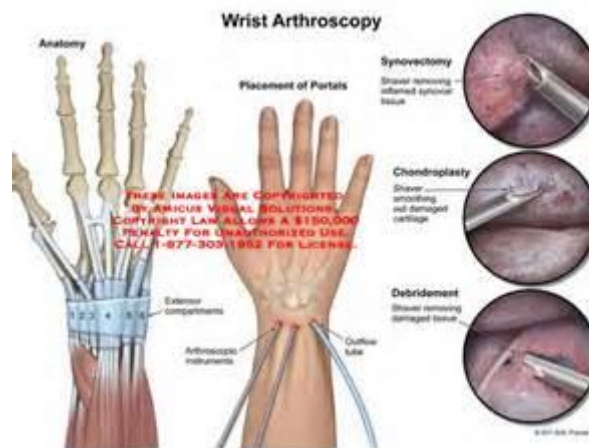 Wrist Arthroscopy
Anatomy
Placement of Portals
Synovectomy
Shaver removing
inflamed synovial
tissue
Chondroplasty
Shaver
smoothing
out damaged
cartilage
THESE IMAGES ARE COPYRIGHTED
BY AMICUS VISUAL SOLUTIONS.
COPYRIGHT LAW ALLOWS A $150,000
PENALTY FOR UNAUTHORIZED USE.
CALL 1-877-303-1952 FOR LICENSE.
Debridement
Shaver removing
damaged tissue
1 2 3 4 5 6
Extensor
compartments
Arthroscopic
instruments
Outflow
tube